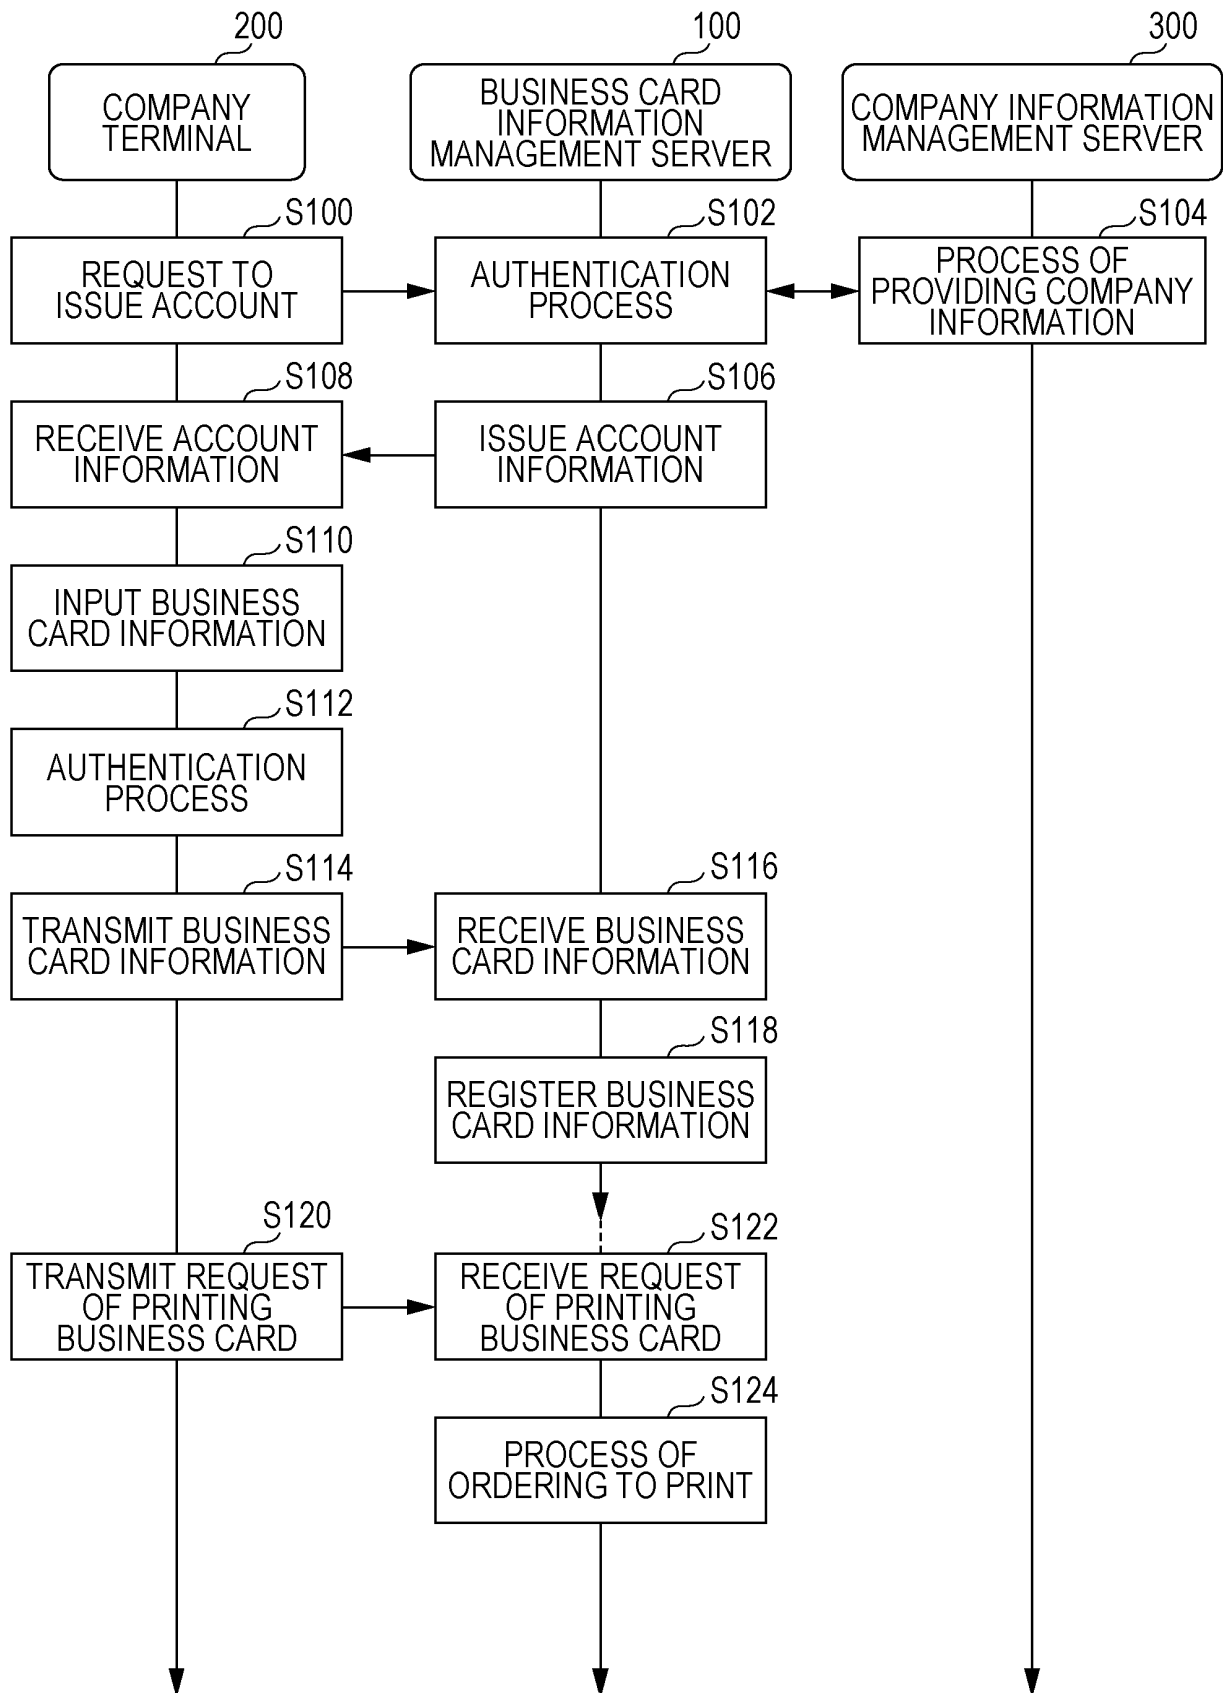 200
100
300
COMPANY
TERMINAL
BUSINESS CARD
INFORMATION
MANAGEMENT SERVER
COMPANY INFORMATION
MANAGEMENT SERVER
S100
S102
S104
REQUEST TO
ISSUE ACCOUNT
AUTHENTICATION
PROCESS
PROCESS OF
PROVIDING COMPANY
INFORMATION
S108
S106
RECEIVE ACCOUNT
INFORMATION
ISSUE ACCOUNT
INFORMATION
S110
INPUT BUSINESS
CARD INFORMATION
S112
AUTHENTICATION
PROCESS
S114
S116
TRANSMIT BUSINESS
CARD INFORMATION
RECEIVE BUSINESS
CARD INFORMATION
S118
REGISTER BUSINESS
CARD INFORMATION
S120
S122
TRANSMIT REQUEST
OF PRINTING
BUSINESS CARD
RECEIVE REQUEST
OF PRINTING
BUSINESS CARD
S124
PROCESS OF
ORDERING TO PRINT